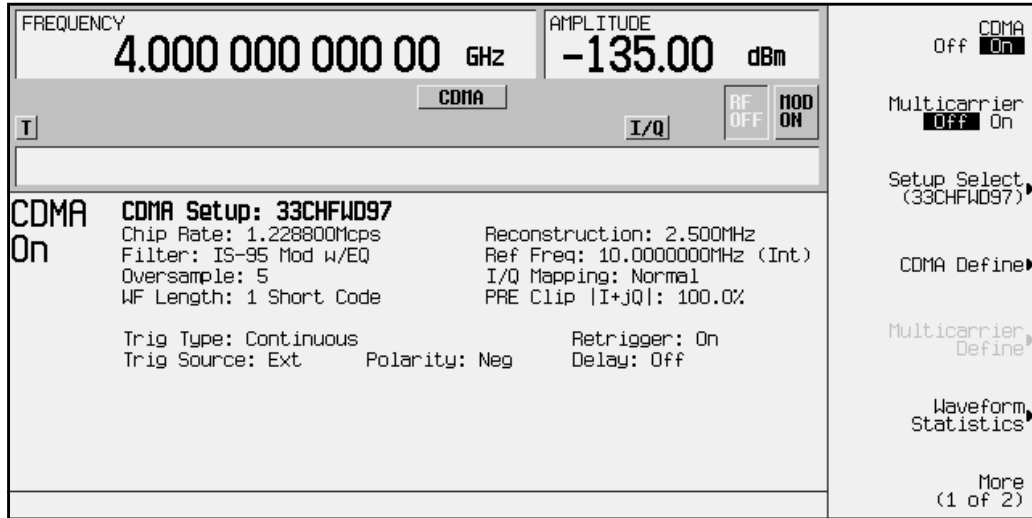 FREQUENCY
4.000 000 000 00 GHz
AMPLITUDE
-135.00 dBm
CDMA
Off On
CDMA
RF OFF
MOD ON
T
I/Q
Multicarrier
Off On
Setup Select
(33CHFWD97)
CDMA
On
CDMA Setup: 33CHFWD97
Chip Rate: 1.228800Mcps Reconstruction: 2.500MHz
Filter: IS-95 Mod w/EQ Ref Freq: 10.0000000MHz (Int)
Oversample: 5 I/Q Mapping: Normal
WF Length: 1 Short Code PRE Clip |I+jQ|: 100.0%
Trig Type: Continuous Retrigger: On
Trig Source: Ext Polarity: Neg Delay: Off
CDMA Define
Multicarrier
Define
Waveform
Statistics
More
(1 of 2)